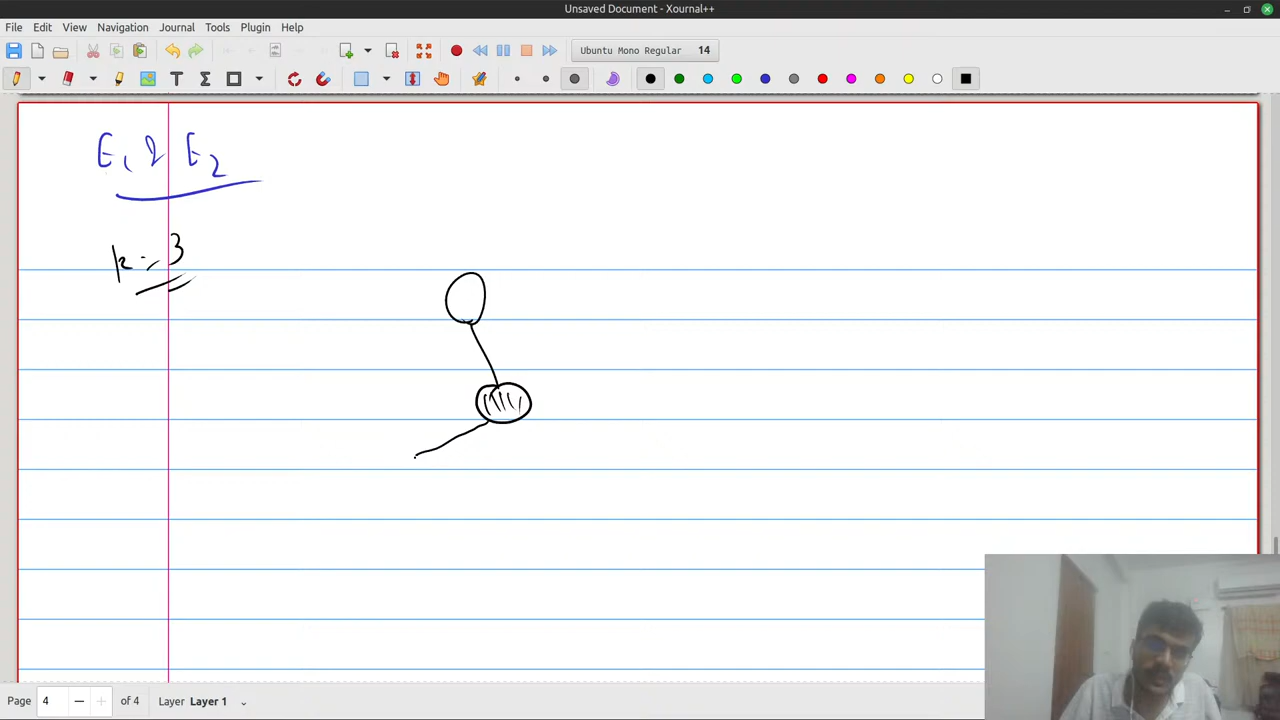 Unsaved Document - Xournal++
File Edit View Navigation Journal Tools Plugin Help
Ubuntu Mono Regular 14
E1 & E2
k = 3
Page 4 of 4 Layer Layer 1